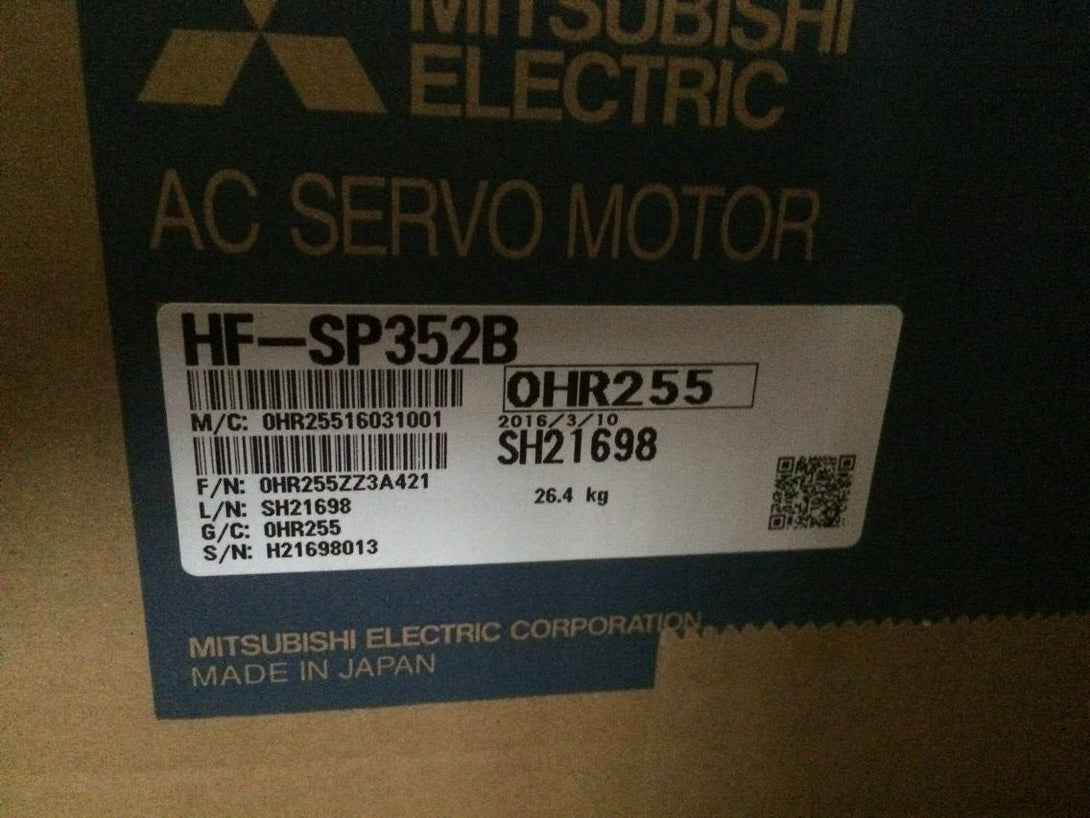 MITSUBISHI
ELECTRIC
AC SERVO MOTOR
HF-SP352B
0HR255
M/C: 0HR25516031001
2016/3/10
SH21698
F/N: 0HR255ZZ3A421
26.4 kg
L/N: SH21698
G/C: 0HR255
S/N: H21698013
MITSUBISHI ELECTRIC CORPORATION
MADE IN JAPAN